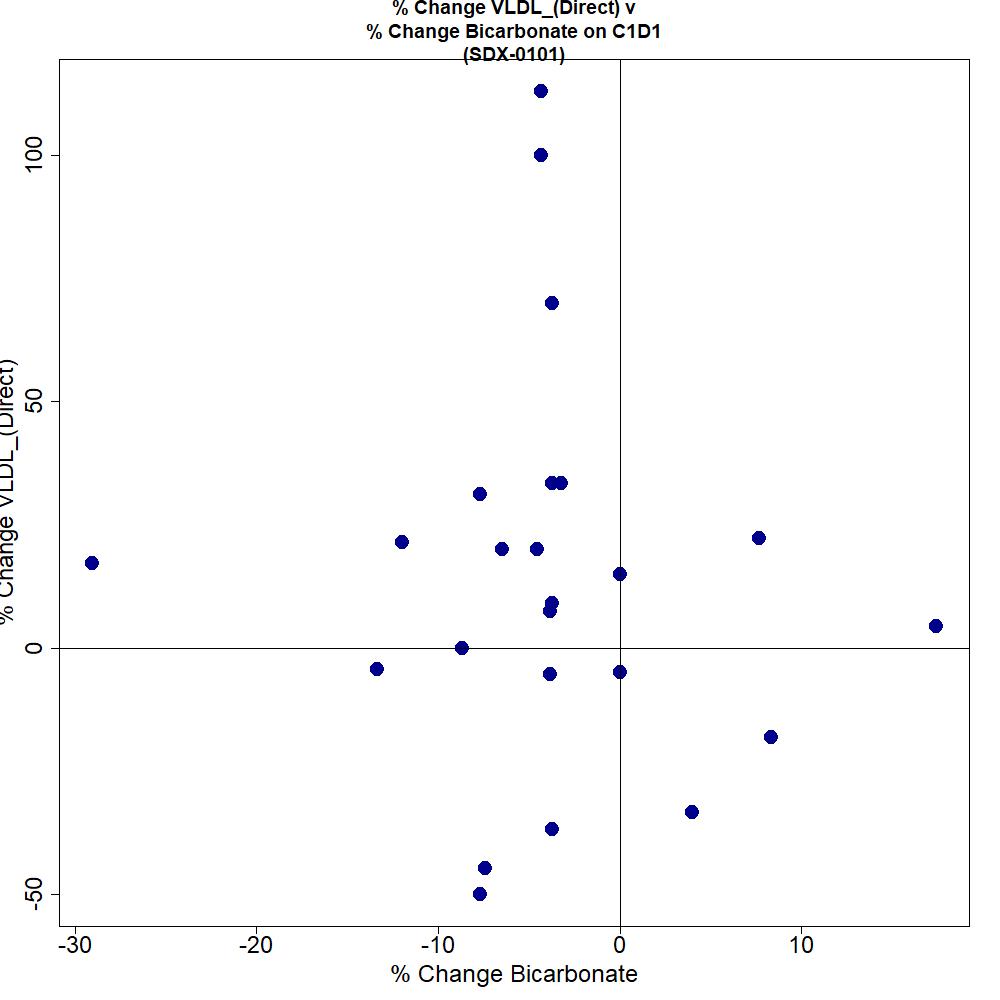 % Change VLDL_(Direct) v
% Change Bicarbonate on C1D1
(SDX-0101)
% Change VLDL_(Direct)
100
50
0
-50
-30
-20
-10
0
10
% Change Bicarbonate